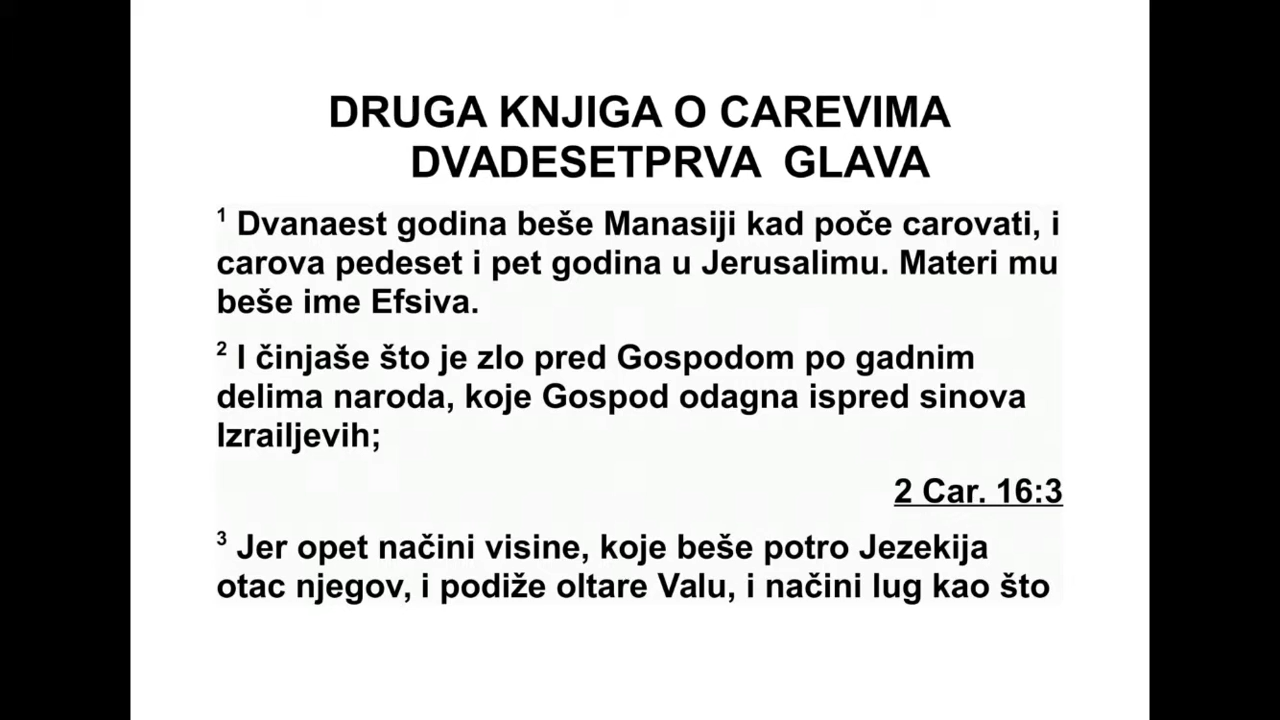 DRUGA KNJIGA O CAREVIMA
DVADESETPRVA GLAVA
1 Dvanaest godina beše Manasiji kad poče carovati, i
carova pedeset i pet godina u Jerusalimu. Materi mu
beše ime Efsiva.
2 I činjaše što je zlo pred Gospodom po gadnim
delima naroda, koje Gospod odagna ispred sinova
Izrailjevih;
2 Car. 16:3
3 Jer opet načini visine, koje beše potro Jezekija
otac njegov, i podiže oltare Valu, i načini lug kao što